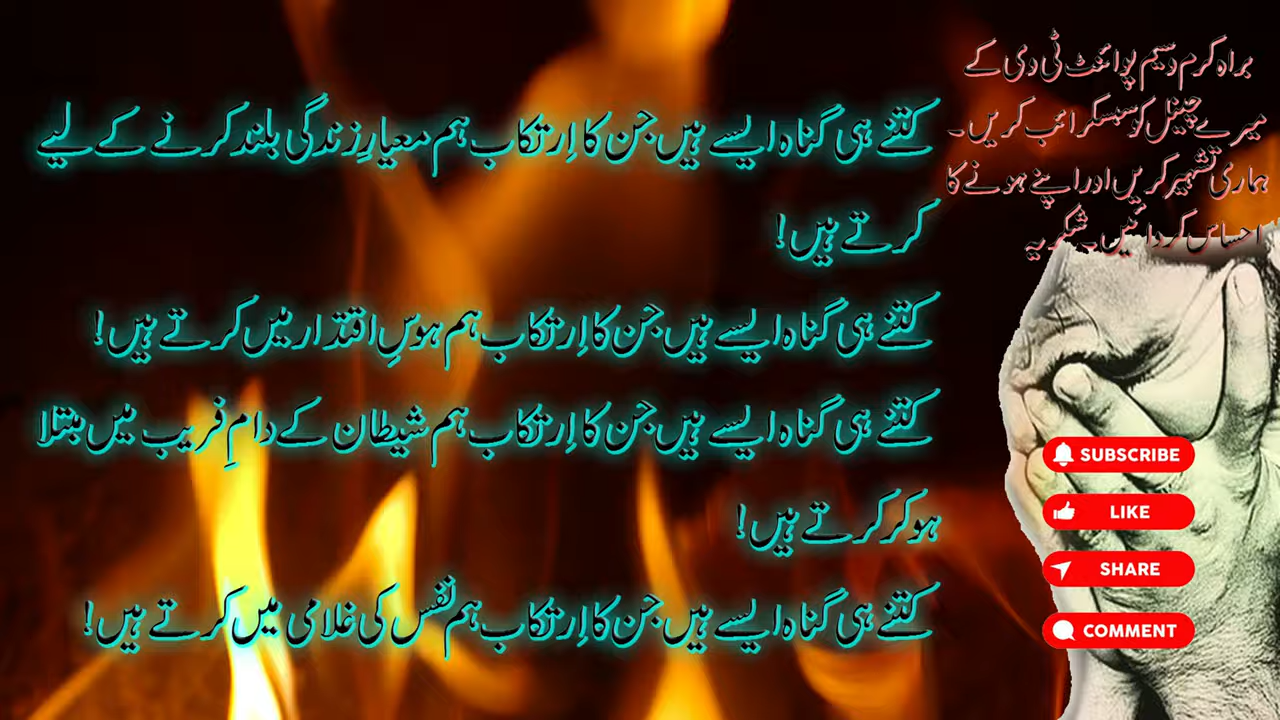 کتنے ہی گناہ ایسے ہیں جن کا اِرتکاب ہم معیارِ زندگی بلند کرنے کے لیے
کرتے ہیں!
کتنے ہی گناہ ایسے ہیں جن کا اِرتکاب ہم ہوسِ اقتدار میں کرتے ہیں!
کتنے ہی گناہ ایسے ہیں جن کا اِرتکاب ہم شیطان کے دامِ فریب میں مبتلا
ہو کر کرتے ہیں!
کتنے ہی گناہ ایسے ہیں جن کا اِرتکاب ہم نفس کی غلامی میں کرتے ہیں!
براہ کرم وسیم پوائنٹ ٹی وی کے
میرے چینل کو سبسکرائب کریں۔
ہماری تشہیر کریں اور اپنے ہونے کا
احساس کروائیں۔ شکریہ
SUBSCRIBE
LIKE
SHARE
COMMENT